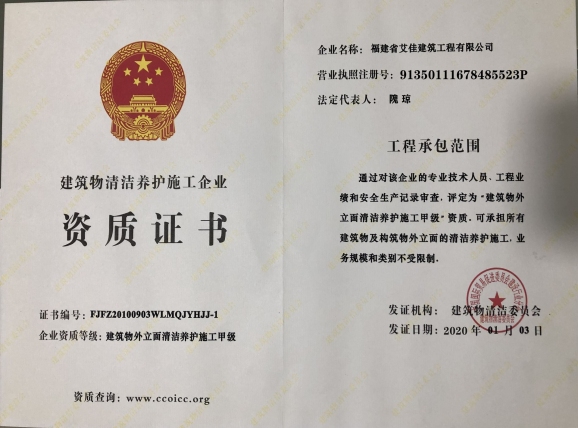 建筑物清洁养护施工企业
资质证书
证书编号：FJFZ20100903WLMQJYHJJ-1
企业资质等级：建筑物外立面清洁养护施工甲级
资质查询：www.ccoicc.org
企业名称：福建省艾佳建筑工程有限公司
营业执照注册号：91350111678485523P
法定代表人：隗琼
工程承包范围
通过对该企业的专业技术人员、工程业
绩和安全生产记录审查，评定为“建筑物外
立面清洁养护施工甲级”资质，可承担所有
建筑物及构筑物外立面的清洁养护施工，业
务规模和类别不受限制。
发证机构：建筑物清洁委员会
发证日期：2020年01月03日